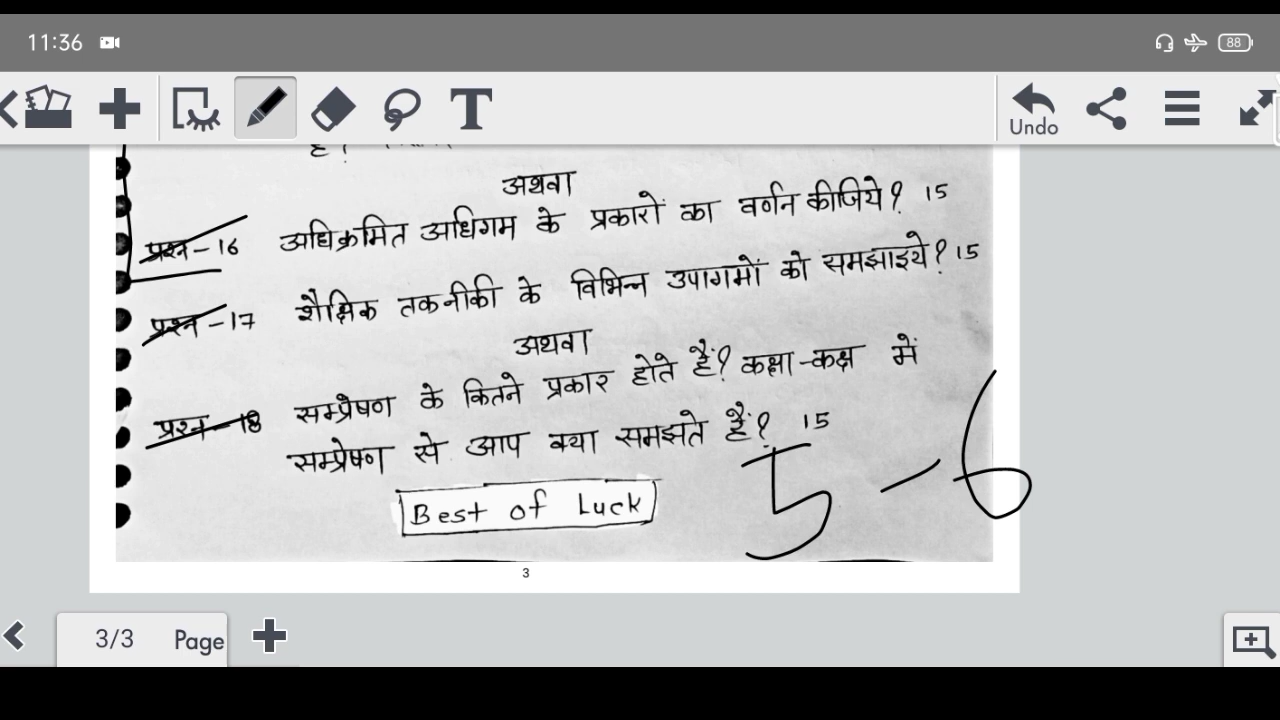 11:36
88
T
Undo
अथवा
प्रश्न-16 अधिक्रमित अधिगम के प्रकारों का वर्णन कीजिये? 15
प्रश्न-17 शैक्षिक तकनीकी के विभिन्न उपागमों को समझाइये? 15
अथवा
प्रश्न-18 सम्प्रेषण के कितने प्रकार होते हैं? कक्षा-कक्ष में
सम्प्रेषण से आप क्या समझते हैं? 15
5-6
Best of Luck
3
3/3 Page